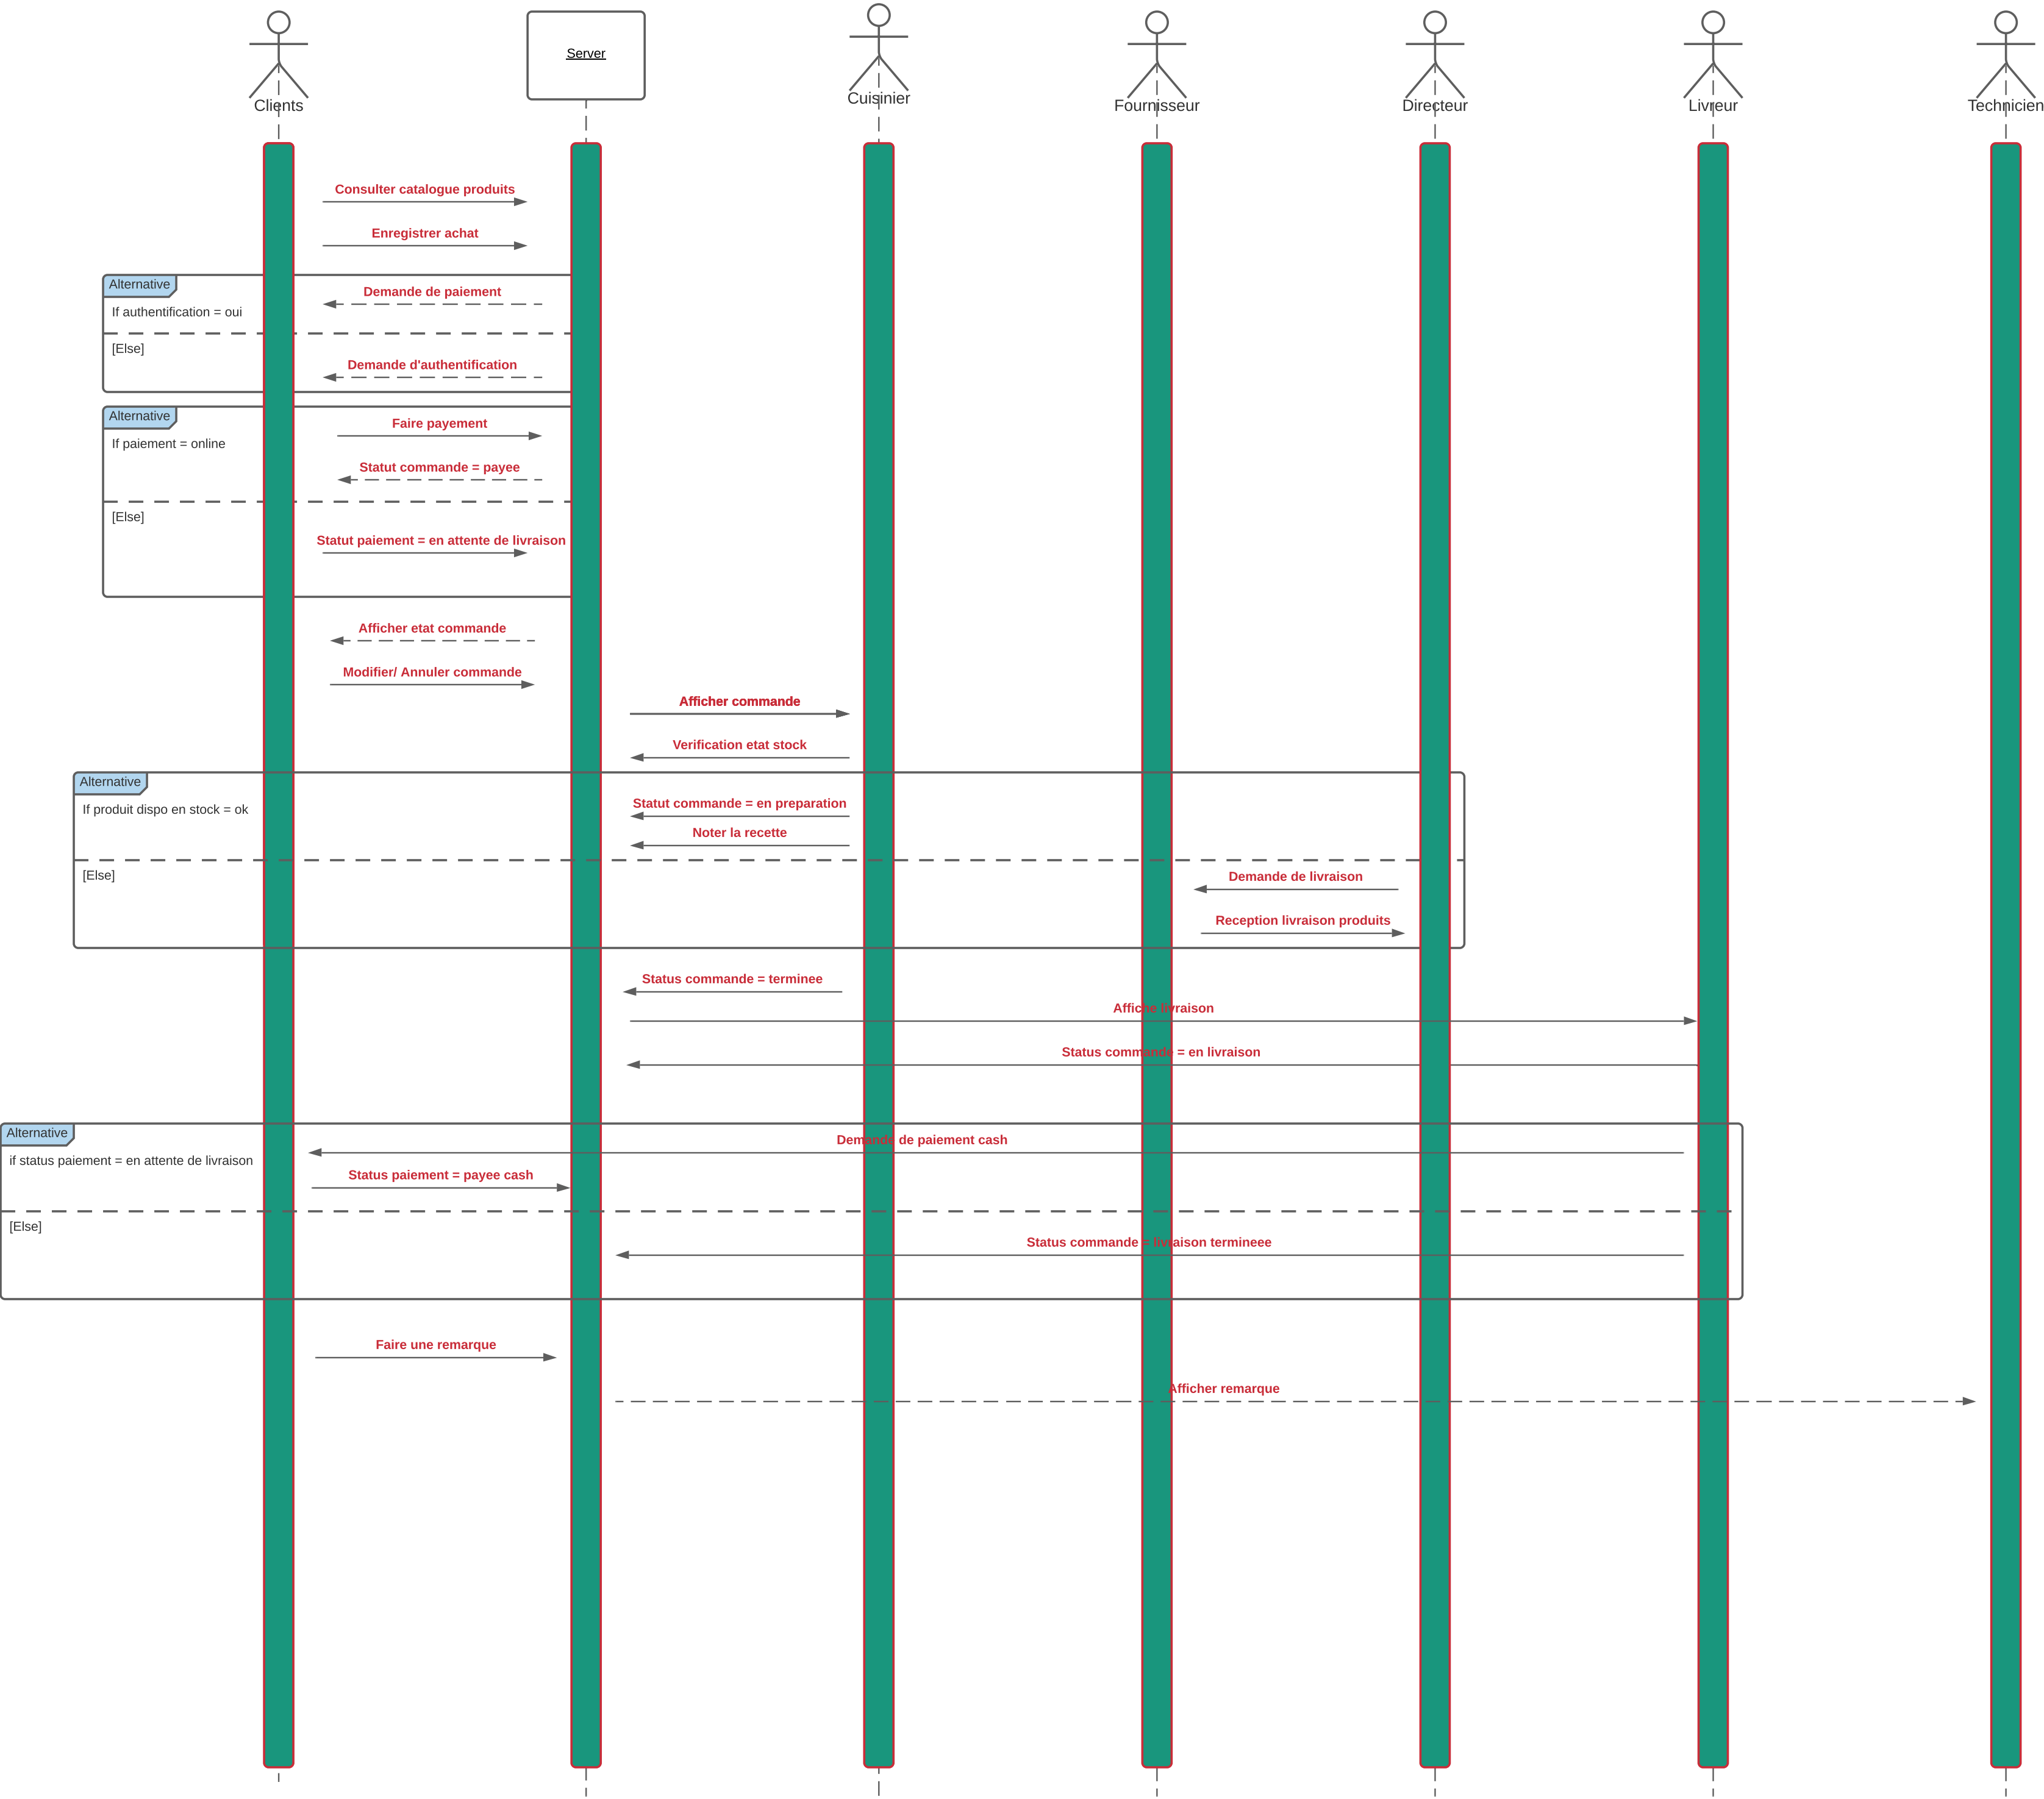 Clients
Server
Cuisinier
Fournisseur
Directeur
Livreur
Technicien
Consulter catalogue produits
Enregistrer achat
Alternative
Demande de paiement
If authentification = oui
[Else]
Demande d'authentification
Alternative
Faire payement
If paiement = online
Statut commande = payee
[Else]
Statut paiement = en attente de livraison
Afficher etat commande
Modifier/ Annuler commande
Afficher commande
Verification etat stock
Alternative
If produit dispo en stock = ok
Statut commande = en preparation
Noter la recette
[Else]
Demande de livraison
Reception livraison produits
Status commande = terminee
Affiche livraison
Status commande = en livraison
Alternative
Demande de paiement cash
if status paiement = en attente de livraison
Status paiement = payee cash
[Else]
Status commande = livraison termineee
Faire une remarque
Afficher remarque